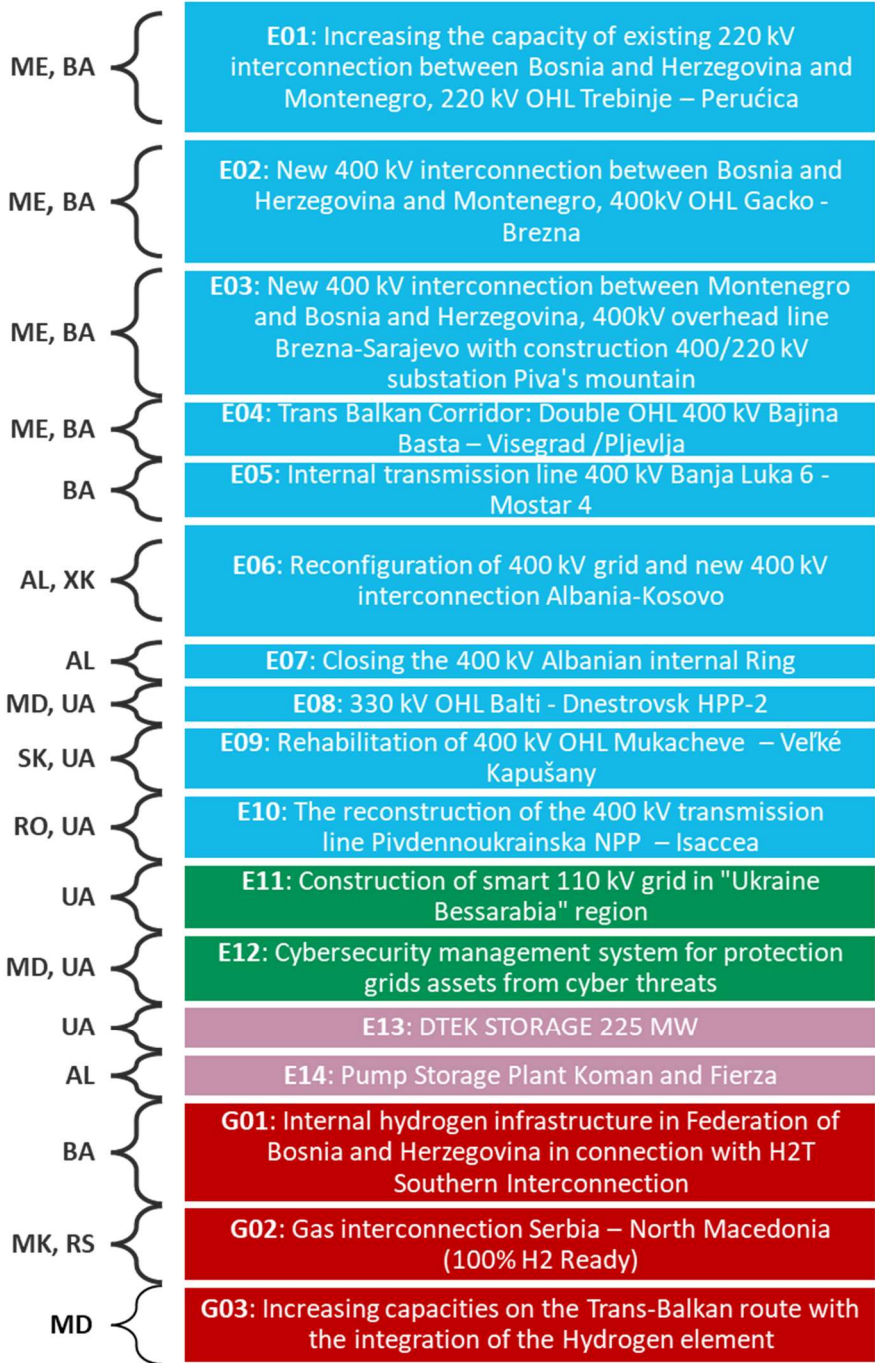 ME, BA
E01: Increasing the capacity of existing 220 kV
interconnection between Bosnia and Herzegovina and
Montenegro, 220 kV OHL Trebinje – Perućica
ME, BA
E02: New 400 kV interconnection between Bosnia and
Herzegovina and Montenegro, 400kV OHL Gacko -
Brezna
ME, BA
E03: New 400 kV interconnection between Montenegro
and Bosnia and Herzegovina, 400kV overhead line
Brezna-Sarajevo with construction 400/220 kV
substation Piva's mountain
ME, BA
E04: Trans Balkan Corridor: Double OHL 400 kV Bajina
Basta – Visegrad /Pljevlja
BA
E05: Internal transmission line 400 kV Banja Luka 6 -
Mostar 4
AL, XK
E06: Reconfiguration of 400 kV grid and new 400 kV
interconnection Albania-Kosovo
AL
E07: Closing the 400 kV Albanian internal Ring
MD, UA
E08: 330 kV OHL Balti - Dnestrovsk HPP-2
SK, UA
E09: Rehabilitation of 400 kV OHL Mukacheve – Veľké
Kapušany
RO, UA
E10: The reconstruction of the 400 kV transmission
line Pivdennoukrainska NPP – Isaccea
UA
E11: Construction of smart 110 kV grid in "Ukraine
Bessarabia" region
MD, UA
E12: Cybersecurity management system for protection
grids assets from cyber threats
UA
E13: DTEK STORAGE 225 MW
AL
E14: Pump Storage Plant Koman and Fierza
BA
G01: Internal hydrogen infrastructure in Federation of
Bosnia and Herzegovina in connection with H2T
Southern Interconnection
MK, RS
G02: Gas interconnection Serbia – North Macedonia
(100% H2 Ready)
MD
G03: Increasing capacities on the Trans-Balkan route with
the integration of the Hydrogen element